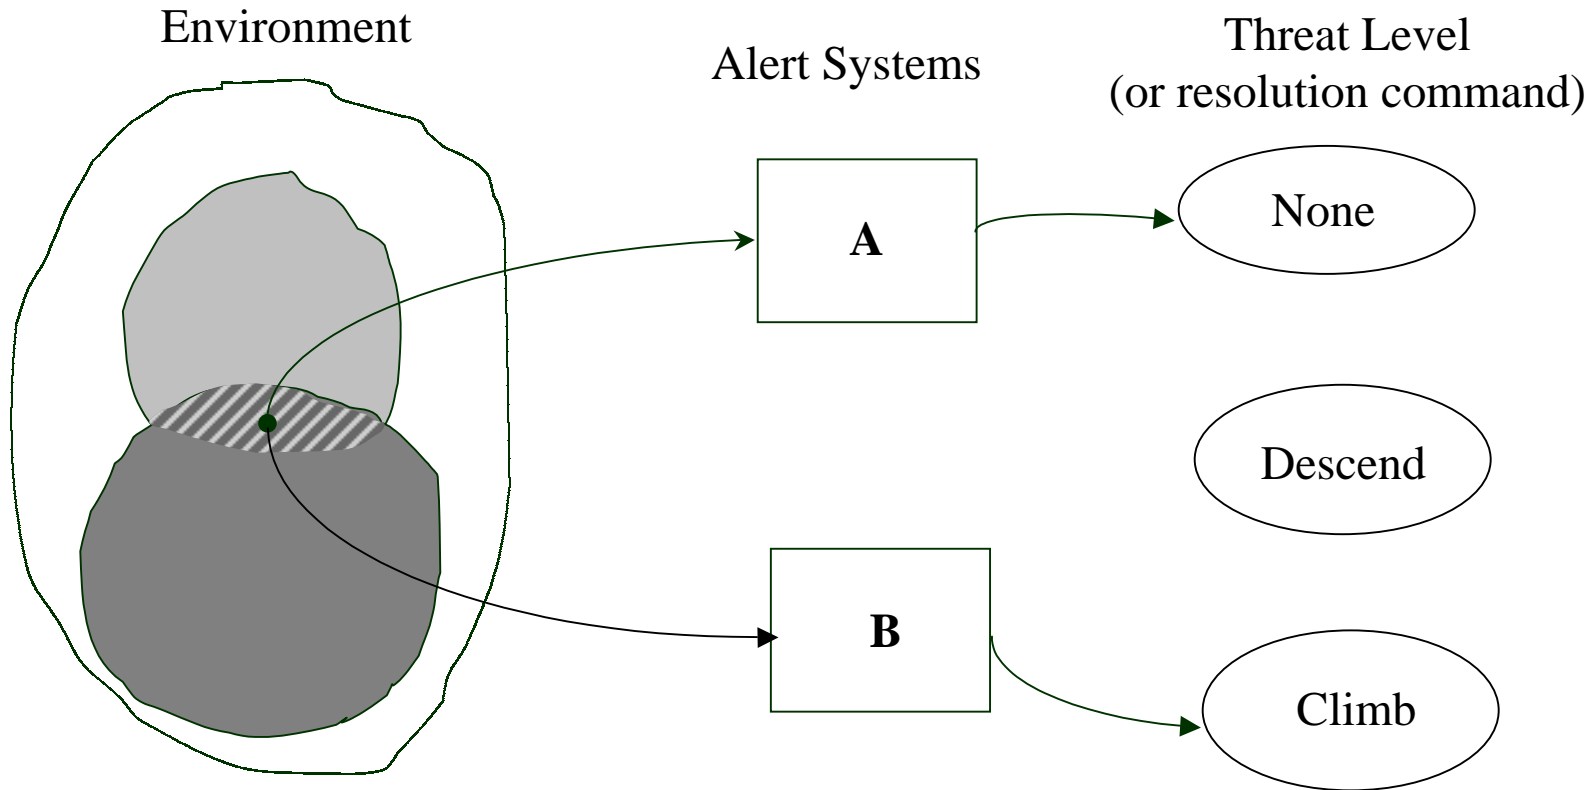 Environment
Alert Systems
Threat Level
(or resolution command)
A
None
Descend
B
Climb